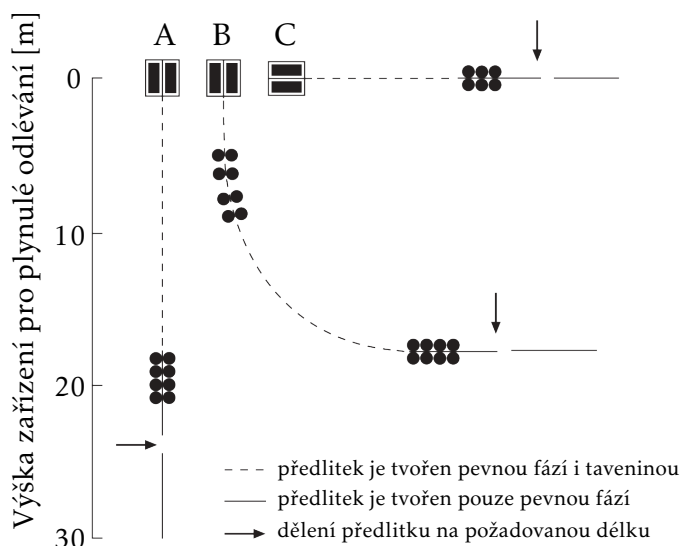 Výška zařízení pro plynulé odlévání [m]
A B C
0
10
20
30
předlitek je tvořen pevnou fází i taveninou
předlitek je tvořen pouze pevnou fází
dělení předlitku na požadovanou délku